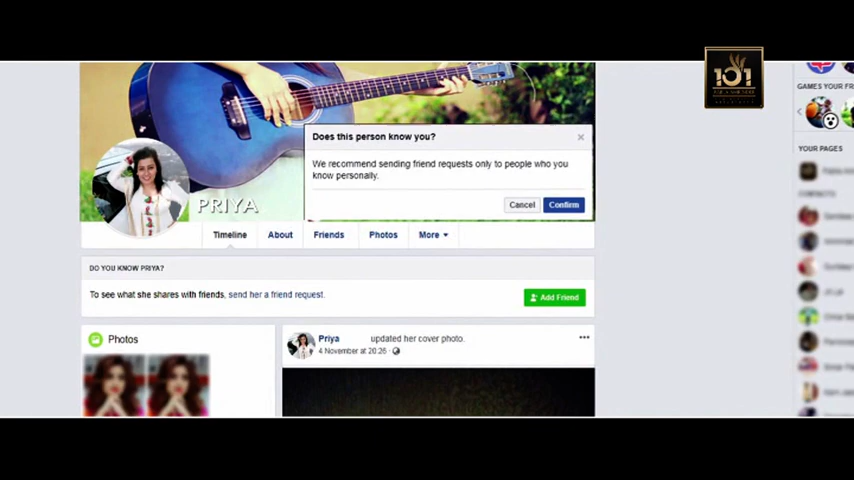 101
GAMES YOUR FR
Does this person know you?
We recommend sending friend requests only to people who you
know personally.
Cancel
Confirm
YOUR PAGES
PRIYA
Timeline
About
Friends
Photos
More
DO YOU KNOW PRIYA?
To see what she shares with friends, send her a friend request.
Add Friend
Photos
Priya updated her cover photo.
4 November at 20:26